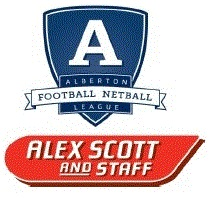 A
ALBERTON
FOOTBALL NETBALL
LEAGUE
ALEX SCOTT
AND STAFF